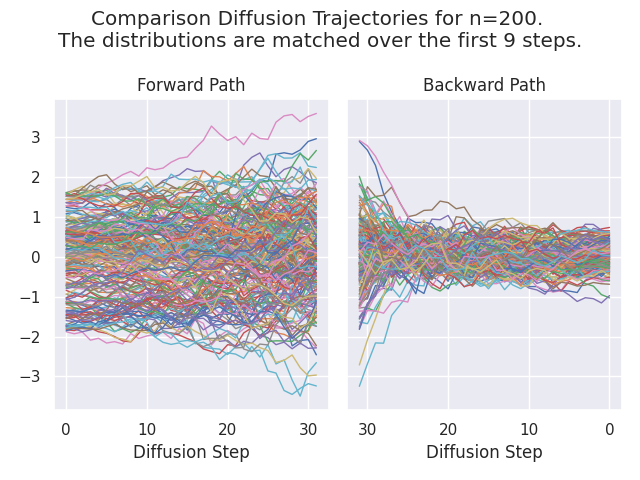 Comparison Diffusion Trajectories for n=200.
The distributions are matched over the first 9 steps.
Forward Path
Backward Path
3
2
1
0
−1
−2
−3
0 10 20 30
30 20 10 0
Diffusion Step
Diffusion Step